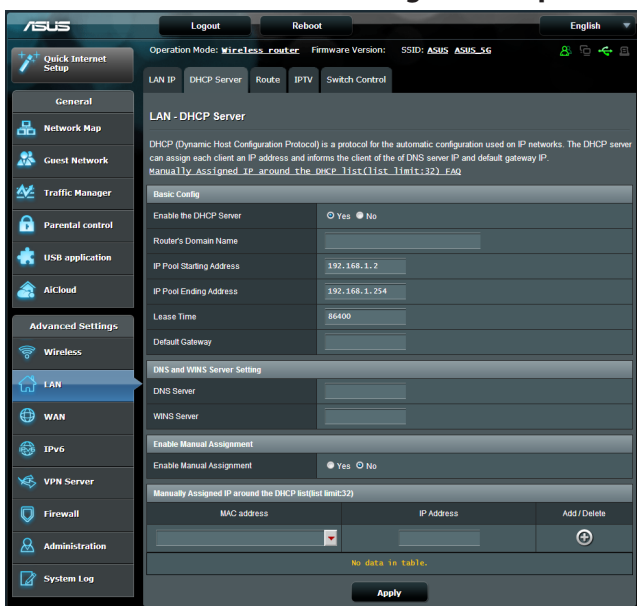 ASUS
Logout Reboot English
Quick Internet Setup
Operation Mode: Wireless router Firmware Version: SSID: ASUS ASUS_5G
LAN IP DHCP Server Route IPTV Switch Control
General
Network Map
Guest Network
Traffic Manager
Parental control
USB application
AiCloud
Advanced Settings
Wireless
LAN
WAN
IPv6
VPN Server
Firewall
Administration
System Log
LAN - DHCP Server
DHCP (Dynamic Host Configuration Protocol) is a protocol for the automatic configuration used on IP networks. The DHCP server
can assign each client an IP address and informs the client of the of DNS server IP and default gateway IP.
Manually Assigned IP around the DHCP list(list limit:32) FAQ
Basic Config
Enable the DHCP Server Yes No
Router's Domain Name
IP Pool Starting Address 192.168.1.2
IP Pool Ending Address 192.168.1.254
Lease Time 86400
Default Gateway
DNS and WINS Server Setting
DNS Server
WINS Server
Enable Manual Assignment
Enable Manual Assignment Yes No
Manually Assigned IP around the DHCP list(list limit:32)
MAC address IP Address Add / Delete
No data in table.
Apply